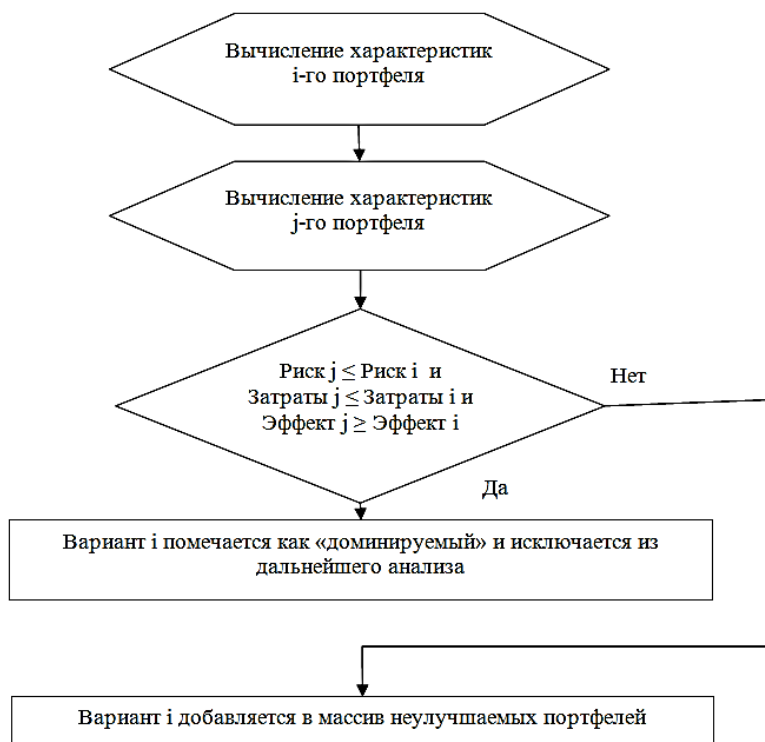 Вычисление характеристик
i-го портфеля
Вычисление характеристик
j-го портфеля
Риск j ≤ Риск i и
Затраты j ≤ Затраты i и
Эффект j ≥ Эффект i
Нет
Да
Вариант i помечается как «доминируемый» и исключается из
дальнейшего анализа
Вариант i добавляется в массив неулучшаемых портфелей